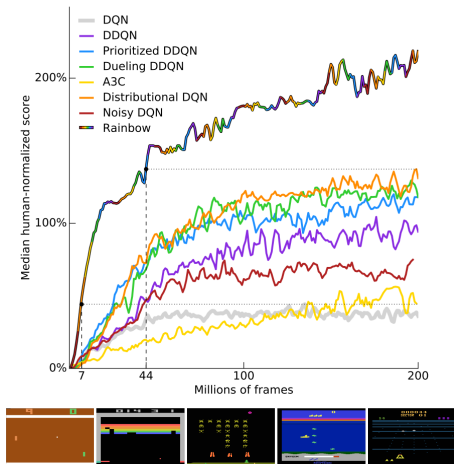 DQN
DDQN
Prioritized DDQN
Dueling DDQN
A3C
Distributional DQN
Noisy DQN
Rainbow
Median human-normalized score
200%
100%
0%
7
44
100
200
Millions of frames